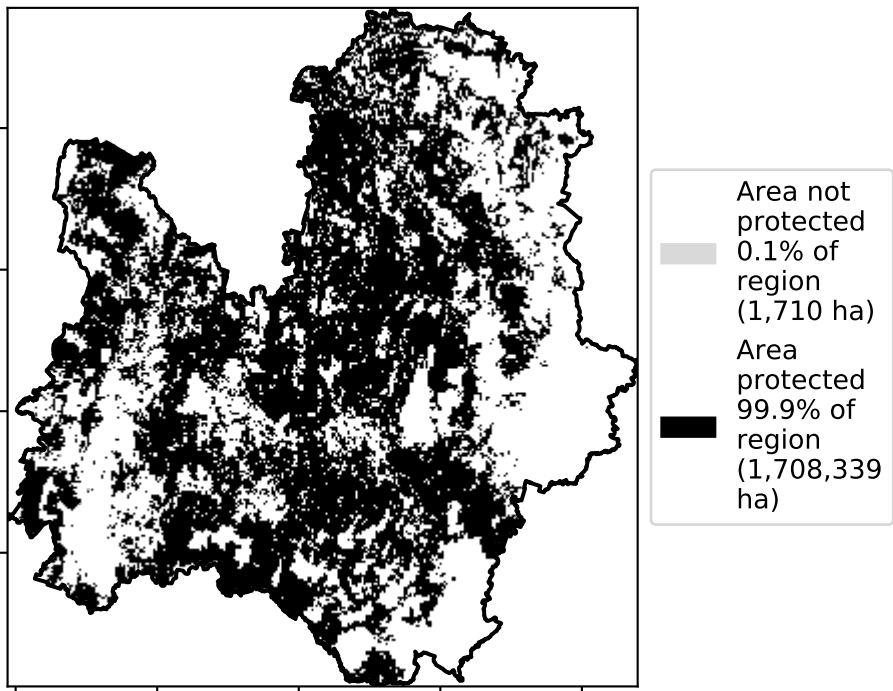 Area not
protected
0.1% of
region
(1,710 ha)
Area
protected
99.9% of
region
(1,708,339
ha)